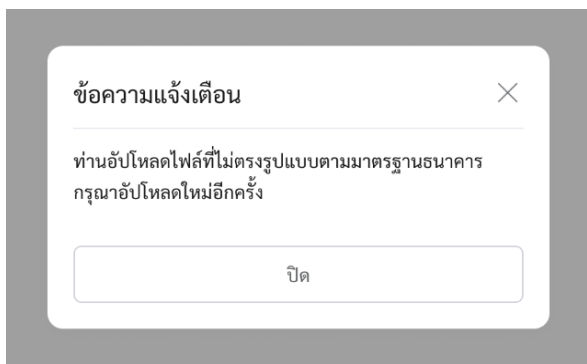 ข้อความแจ้งเตือน
ท่านอัปโหลดไฟล์ที่ไม่ตรงรูปแบบตามมาตรฐานธนาคาร
กรุณาอัปโหลดใหม่อีกครั้ง
ปิด